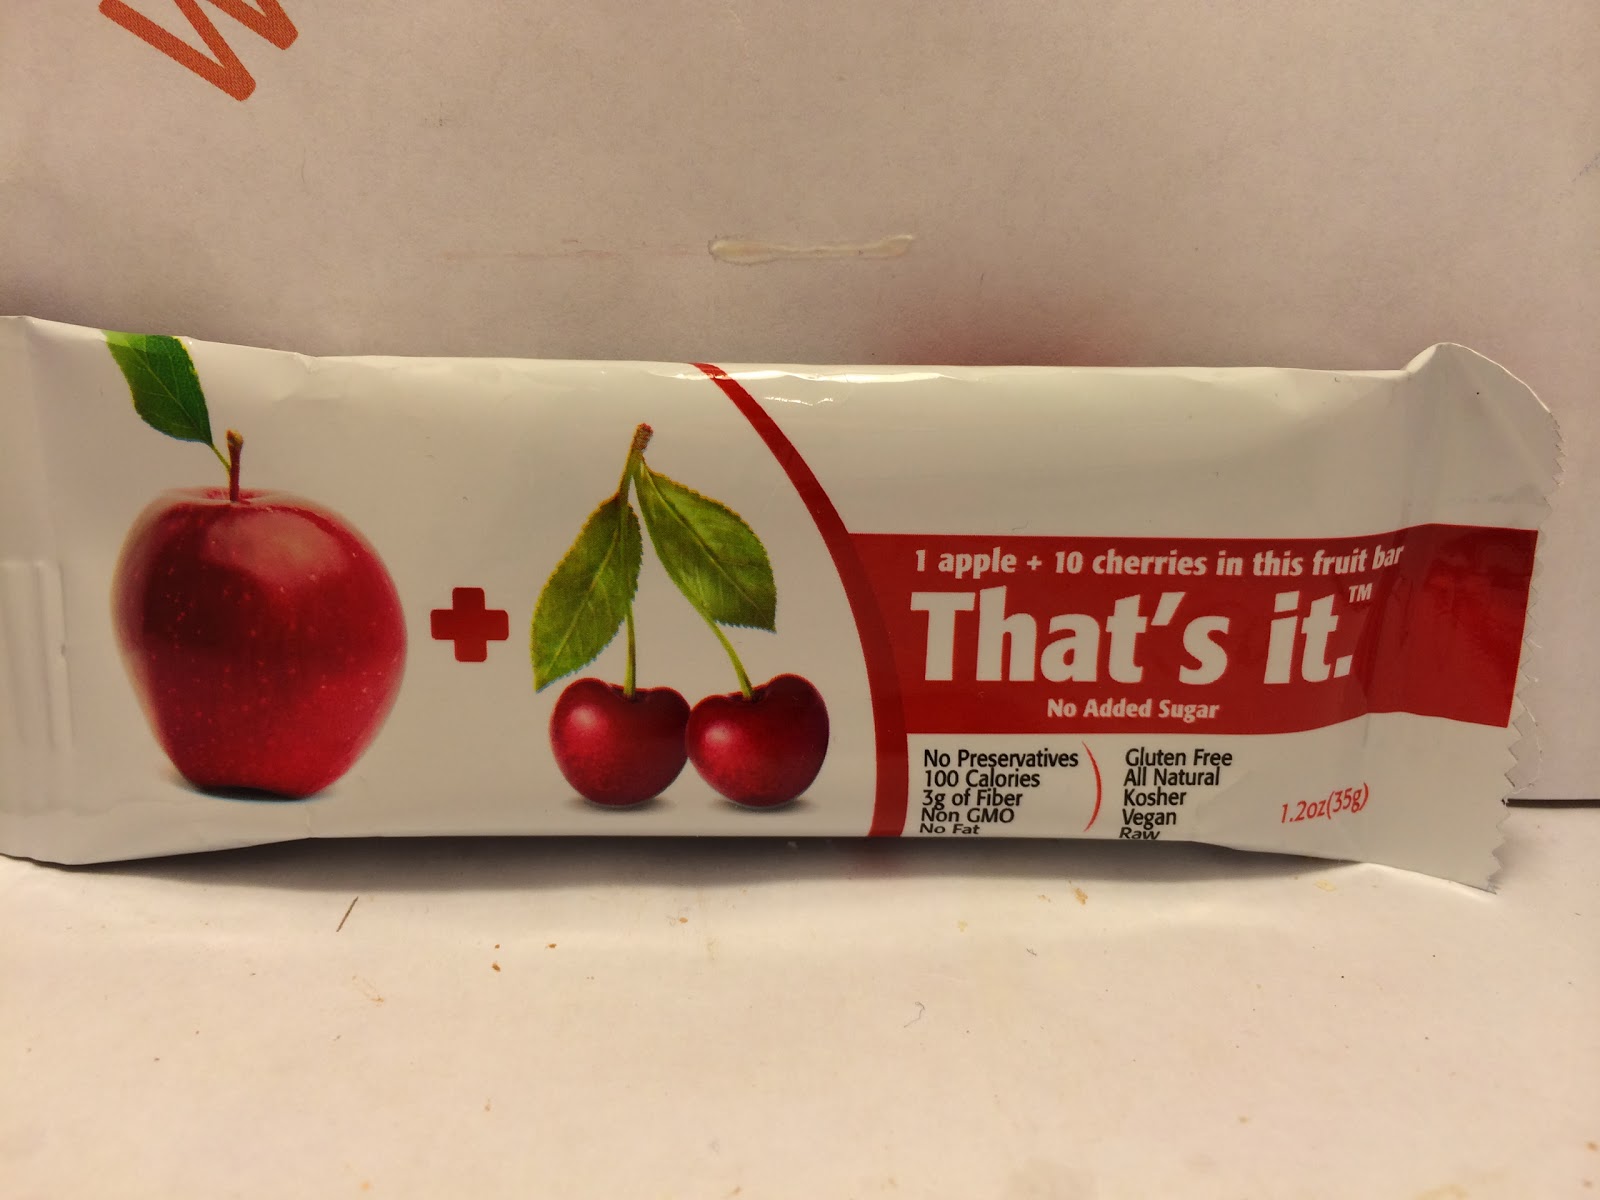 W
1 apple + 10 cherries in this fruit bar
That's it.™
No Added Sugar
No Preservatives
100 Calories
3g of Fiber
Non GMO
No Fat
Gluten Free
All Natural
Kosher
Vegan
Raw
1.2oz(35g)